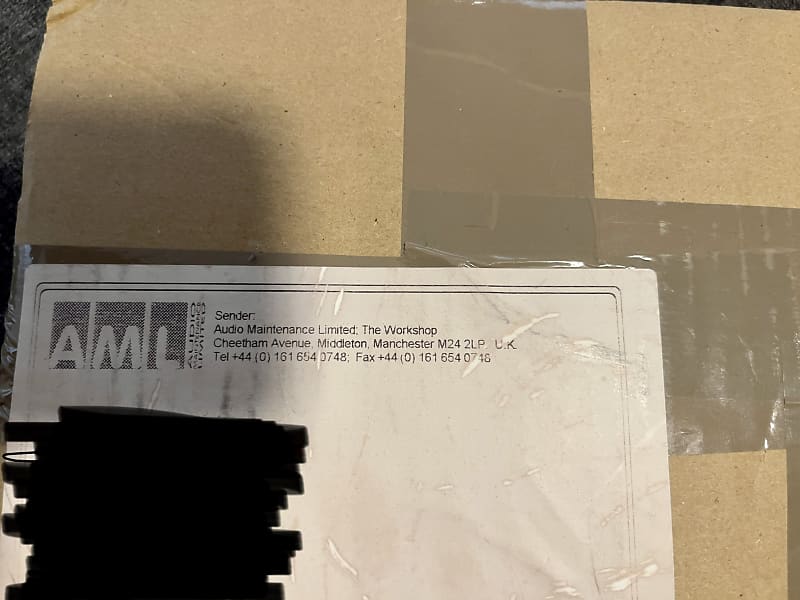 AML
AUDIO
MAINTENANCE
LIMITED
Sender:
Audio Maintenance Limited; The Workshop
Cheetham Avenue, Middleton, Manchester M24 2LP, U.K.
Tel +44 (0) 161 654 0748; Fax +44 (0) 161 654 0748